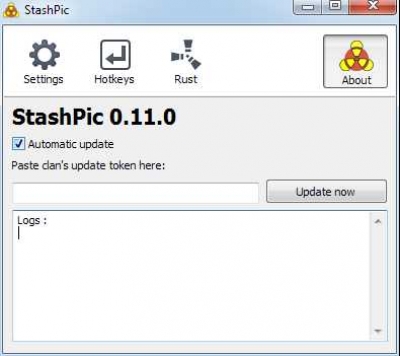 StashPic
Settings
Hotkeys
Rust
About
StashPic 0.11.0
Automatic update
Paste clan's update token here:
Update now
Logs :